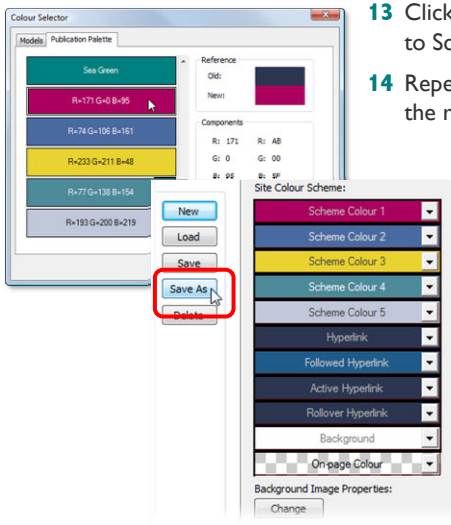 Colour Selector
Models Publication Palette
Sea Green
R=171 G=0 B=95
R=74 G=106 B=161
R=233 G=211 B=48
R=77 G=138 B=154
R=193 G=200 B=219
Reference
Old:
New:
Components
R: 171 R: AB
G: 0 G: 00
B: 95 B: 5F
13 Click
to Sc
14 Repe
the r
New
Load
Save
Save As
Delete
Site Colour Scheme:
Scheme Colour 1
Scheme Colour 2
Scheme Colour 3
Scheme Colour 4
Scheme Colour 5
Hyperlink
Followed Hyperlink
Active Hyperlink
Rollover Hyperlink
Background
On-page Colour
Background Image Properties:
Change